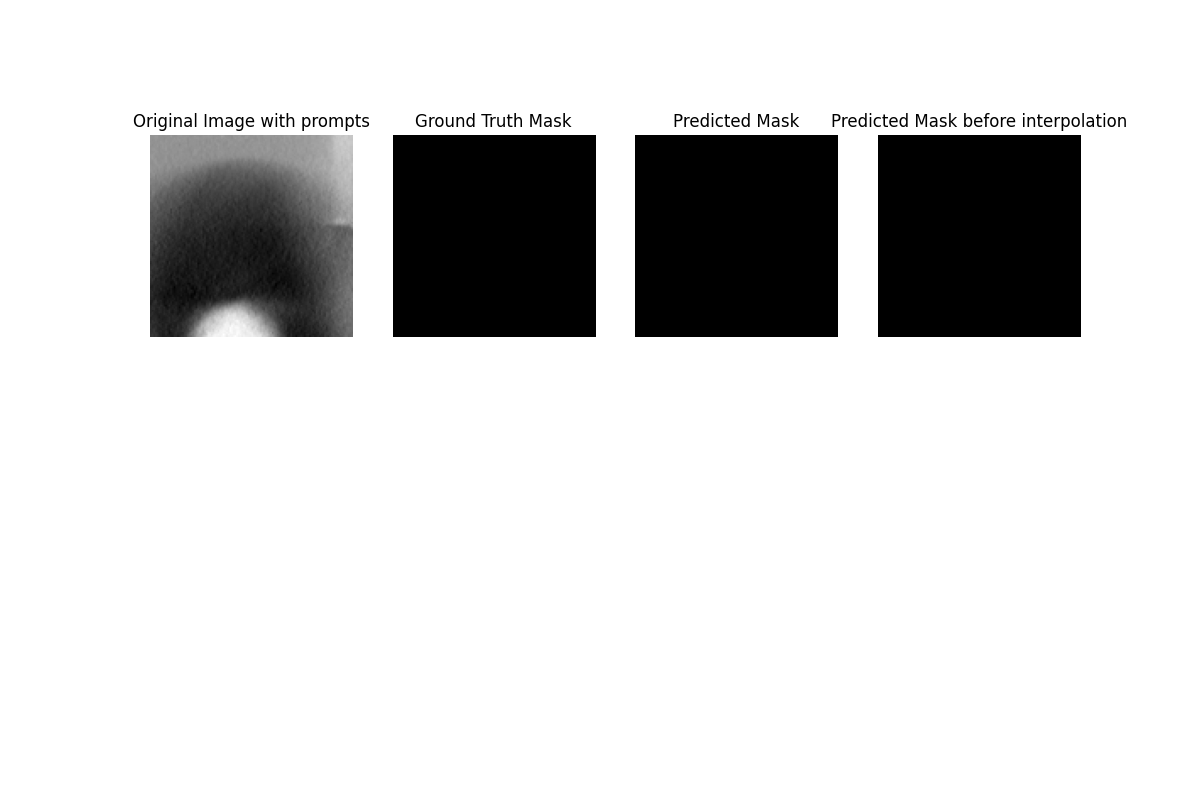 Original Image with prompts
Ground Truth Mask
Predicted Mask
Predicted Mask before interpolation